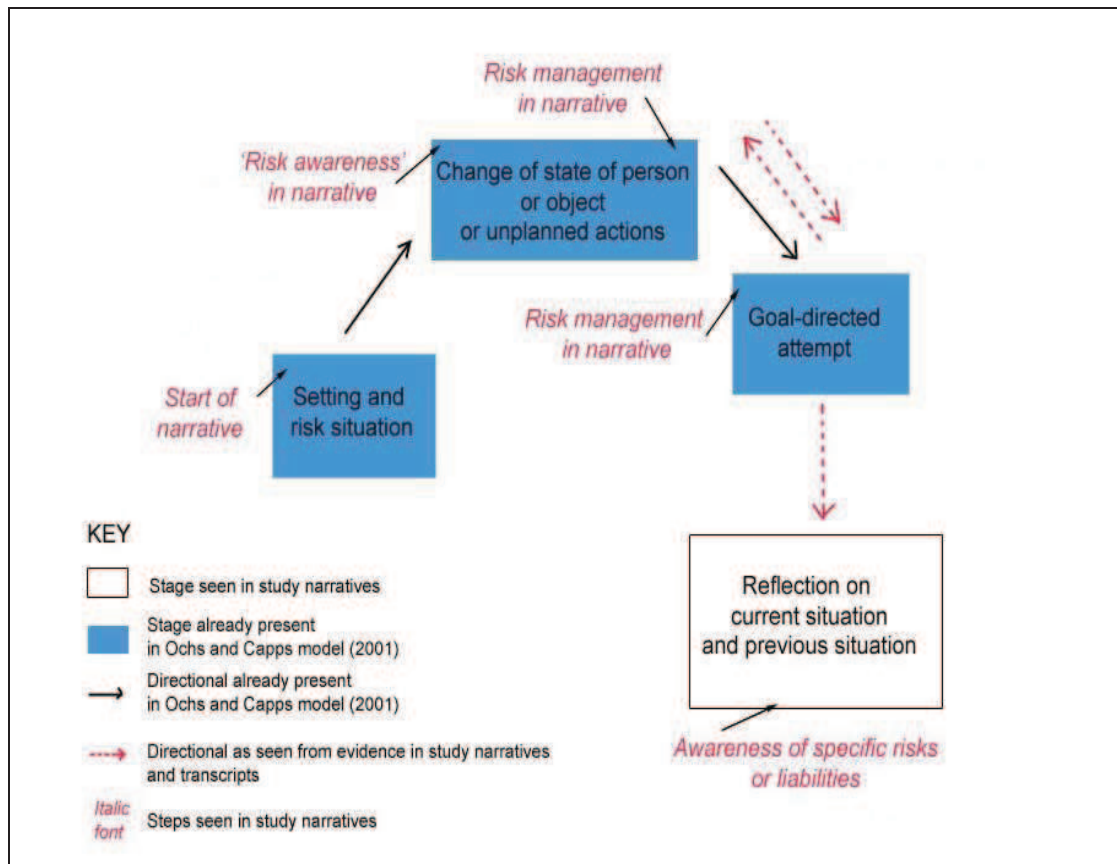 Risk management
in narrative
'Risk awareness'
in narrative
Change of state of person
or object
or unplanned actions
Risk management
in narrative
Goal-directed
attempt
Start of
narrative
Setting and
risk situation
KEY
Stage seen in study narratives
Stage already present
in Ochs and Capps model (2001)
Directional already present
in Ochs and Capps model (2001)
Directional as seen from evidence in study narratives
and transcripts
Italic
font
Steps seen in study narratives
Reflection on
current situation
and previous situation
Awareness of specific risks
or liabilities